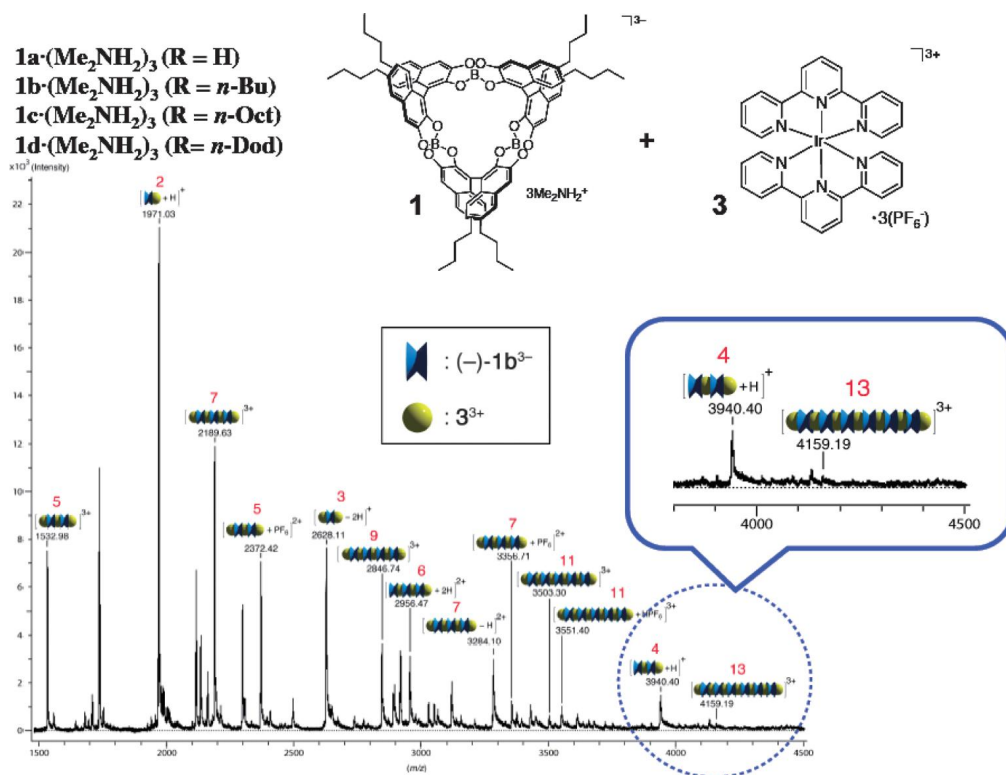 1a·(Me₂NH₂)₃ (R = H)
1b·(Me₂NH₂)₃ (R = n-Bu)
1c·(Me₂NH₂)₃ (R = n-Oct)
1d·(Me₂NH₂)₃ (R= n-Dod)
3–
O O
B
O O
O O
B
O O
O O
B
O O
1
3Me₂NH₂⁺
+
3+
N N N
Ir
N N N
3
·3(PF₆⁻)
×10³ (Intensity)
22
20
18
16
14
12
10
8
6
4
2
0
2
[ + H]⁺
1971.03
7
[ ]³⁺
2189.63
5
[ ]³⁺
1532.98
5
[ + PF₆]²⁺
2372.42
3
[ – 2H]⁺
2628.11
9
[ ]³⁺
2846.74
6
[ + 2H]²⁺
2956.47
7
[ – H]²⁺
3284.10
7
[ + PF₆]²⁺
3356.71
11
[ ]³⁺
3503.30
11
[ + HPF₆]³⁺
3551.40
4
[ +H]⁺
3940.40
13
[ ]³⁺
4159.19
: (–)-1b³⁻
: 3³⁺
4
[ + H]⁺
3940.40
13
[ ]³⁺
4159.19
4000 4500
1500 2000 2500 3000 3500 4000 4500
(m/z)